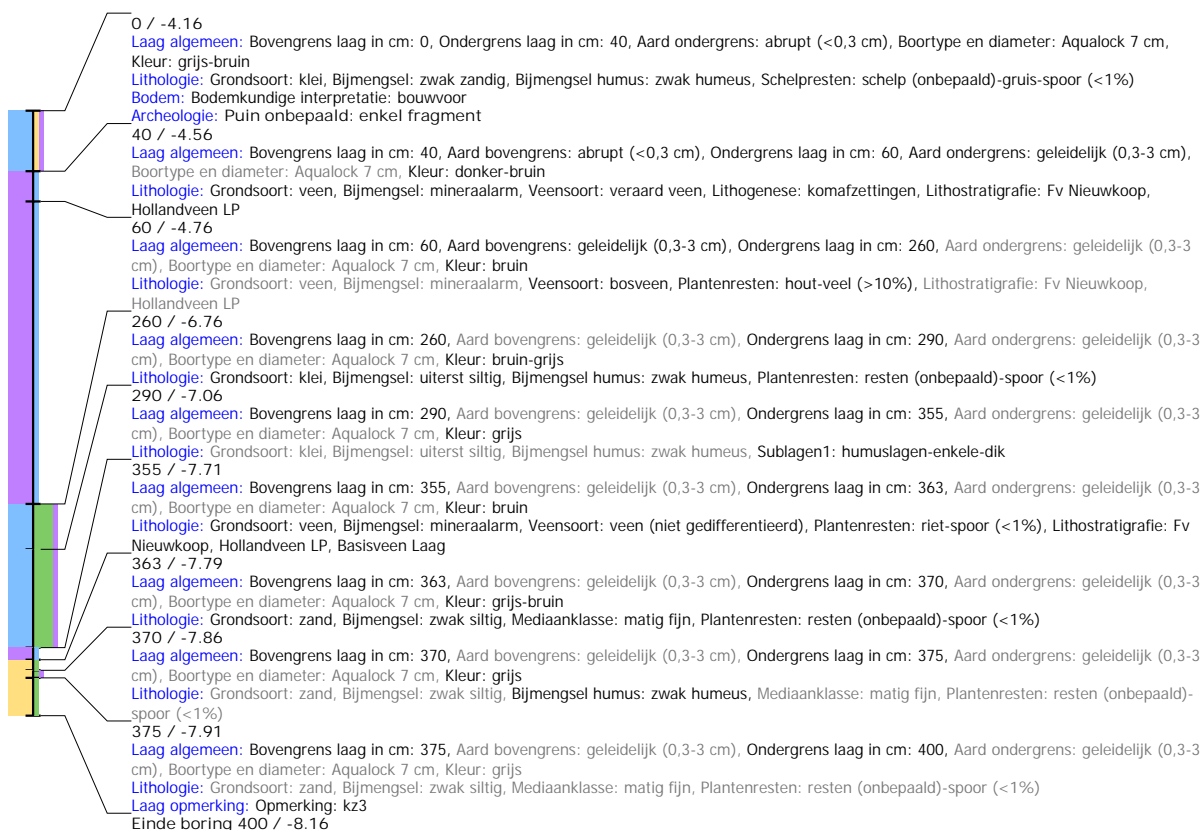 0 / -4.16
Laag algemeen: Bovengrens laag in cm: 0, Ondergrens laag in cm: 40, Aard ondergrens: abrupt (<0,3 cm), Boortype en diameter: Aqualock 7 cm,
Kleur: grijs-bruin
Lithologie: Grondsoort: klei, Bijmengsel: zwak zandig, Bijmengsel humus: zwak humeus, Schelpresten: schelp (onbepaald)-gruis-spoor (<1%)
Bodem: Bodemkundige interpretatie: bouwvoor
Archeologie: Puin onbepaald: enkel fragment
40 / -4.56
Laag algemeen: Bovengrens laag in cm: 40, Aard bovengrens: abrupt (<0,3 cm), Ondergrens laag in cm: 60, Aard ondergrens: geleidelijk (0,3-3 cm),
Boortype en diameter: Aqualock 7 cm, Kleur: donker-bruin
Lithologie: Grondsoort: veen, Bijmengsel: mineraalarm, Veensoort: veraard veen, Lithogenese: komafzettingen, Lithostratigrafie: Fv Nieuwkoop,
Hollandveen LP
60 / -4.76
Laag algemeen: Bovengrens laag in cm: 60, Aard bovengrens: geleidelijk (0,3-3 cm), Ondergrens laag in cm: 260, Aard ondergrens: geleidelijk (0,3-3
cm), Boortype en diameter: Aqualock 7 cm, Kleur: bruin
Lithologie: Grondsoort: veen, Bijmengsel: mineraalarm, Veensoort: bosveen, Plantenresten: hout-veel (>10%), Lithostratigrafie: Fv Nieuwkoop,
Hollandveen LP
260 / -6.76
Laag algemeen: Bovengrens laag in cm: 260, Aard bovengrens: geleidelijk (0,3-3 cm), Ondergrens laag in cm: 290, Aard ondergrens: geleidelijk (0,3-3
cm), Boortype en diameter: Aqualock 7 cm, Kleur: bruin-grijs
Lithologie: Grondsoort: klei, Bijmengsel: uiterst siltig, Bijmengsel humus: zwak humeus, Plantenresten: resten (onbepaald)-spoor (<1%)
290 / -7.06
Laag algemeen: Bovengrens laag in cm: 290, Aard bovengrens: geleidelijk (0,3-3 cm), Ondergrens laag in cm: 355, Aard ondergrens: geleidelijk (0,3-3
cm), Boortype en diameter: Aqualock 7 cm, Kleur: grijs
Lithologie: Grondsoort: klei, Bijmengsel: uiterst siltig, Bijmengsel humus: zwak humeus, Sublagen1: humuslagen-enkele-dik
355 / -7.71
Laag algemeen: Bovengrens laag in cm: 355, Aard bovengrens: geleidelijk (0,3-3 cm), Ondergrens laag in cm: 363, Aard ondergrens: geleidelijk (0,3-3
cm), Boortype en diameter: Aqualock 7 cm, Kleur: bruin
Lithologie: Grondsoort: veen, Bijmengsel: mineraalarm, Veensoort: veen (niet gedifferentieerd), Plantenresten: riet-spoor (<1%), Lithostratigrafie: Fv
Nieuwkoop, Hollandveen LP, Basisveen Laag
363 / -7.79
Laag algemeen: Bovengrens laag in cm: 363, Aard bovengrens: geleidelijk (0,3-3 cm), Ondergrens laag in cm: 370, Aard ondergrens: geleidelijk (0,3-3
cm), Boortype en diameter: Aqualock 7 cm, Kleur: grijs-bruin
Lithologie: Grondsoort: zand, Bijmengsel: zwak siltig, Mediaanklasse: matig fijn, Plantenresten: resten (onbepaald)-spoor (<1%)
370 / -7.86
Laag algemeen: Bovengrens laag in cm: 370, Aard bovengrens: geleidelijk (0,3-3 cm), Ondergrens laag in cm: 375, Aard ondergrens: geleidelijk (0,3-3
cm), Boortype en diameter: Aqualock 7 cm, Kleur: grijs
Lithologie: Grondsoort: zand, Bijmengsel: zwak siltig, Bijmengsel humus: zwak humeus, Mediaanklasse: matig fijn, Plantenresten: resten (onbepaald)-
spoor (<1%)
375 / -7.91
Laag algemeen: Bovengrens laag in cm: 375, Aard bovengrens: geleidelijk (0,3-3 cm), Ondergrens laag in cm: 400, Aard ondergrens: geleidelijk (0,3-3
cm), Boortype en diameter: Aqualock 7 cm, Kleur: grijs
Lithologie: Grondsoort: zand, Bijmengsel: zwak siltig, Mediaanklasse: matig fijn, Plantenresten: resten (onbepaald)-spoor (<1%)
Laag opmerking: Opmerking: kz3
Einde boring 400 / -8.16